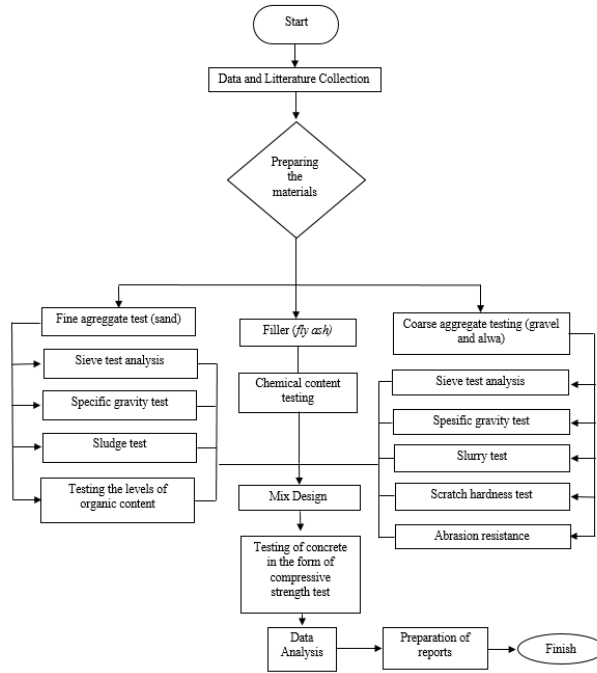 Start
Data and Litterature Collection
Preparing
the
materials
Fine agreggate test (sand)
Sieve test analysis
Specific gravity test
Sludge test
Testing the levels of
organic content
Filler (fly ash)
Chemical content
testing
Coarse aggregate testing (gravel
and alwa)
Sieve test analysis
Spesific gravity test
Slurry test
Scratch hardness test
Abrasion resistance
Mix Design
Testing of concrete
in the form of
compressive
strength test
Data
Analysis
Preparation of
reports
Finish